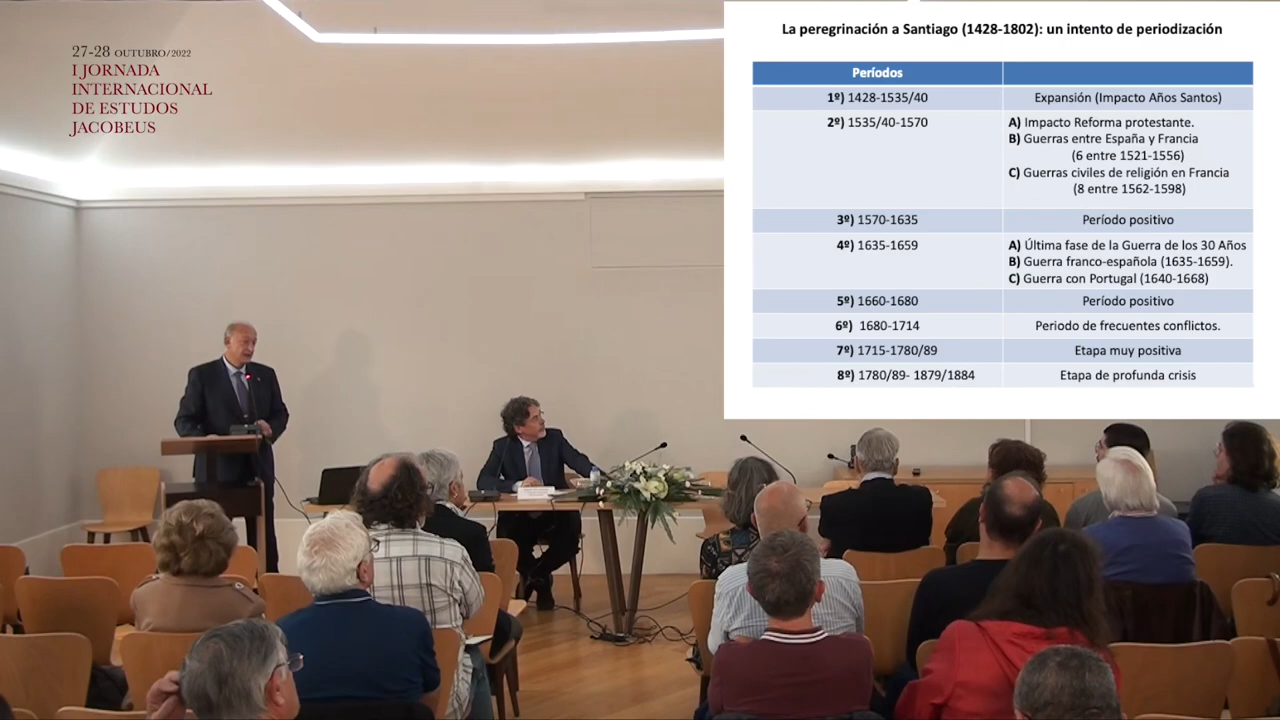 27-28 OUTUBRO/2022
I JORNADA
INTERNACIONAL
DE ESTUDOS
JACOBEUS
La peregrinación a Santiago (1428-1802): un intento de periodización
Períodos
1º) 1428-1535/40 Expansión (Impacto Años Santos)
2º) 1535/40-1570 A) Impacto Reforma protestante.
B) Guerras entre España y Francia
(6 entre 1521-1556)
C) Guerras civiles de religión en Francia
(8 entre 1562-1598)
3º) 1570-1635 Período positivo
4º) 1635-1659 A) Última fase de la Guerra de los 30 Años
B) Guerra franco-española (1635-1659).
C) Guerra con Portugal (1640-1668)
5º) 1660-1680 Período positivo
6º) 1680-1714 Periodo de frecuentes conflictos.
7º) 1715-1780/89 Etapa muy positiva
8º) 1780/89- 1879/1884 Etapa de profunda crisis